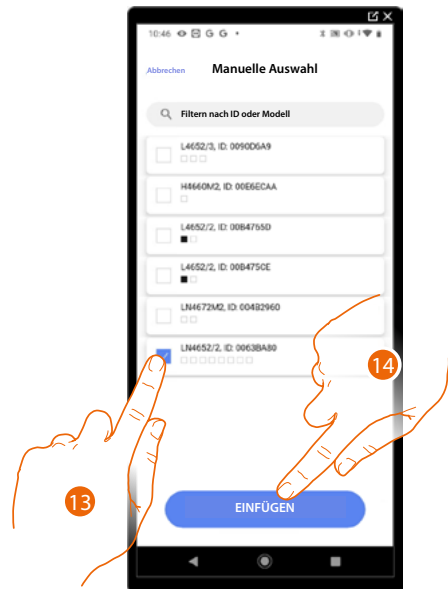 10:46 G G
Abbrechen Manuelle Auswahl
Filtern nach ID oder Modell
L4652/3, ID: 0090D6A9
H4660M2, ID: 00E6ECAA
L4652/2, ID: 00B4765D
L4652/2, ID: 00B475CE
LN4672M2, ID: 004B2960
LN4652/2, ID: 0063BA80
14
13
EINFÜGEN